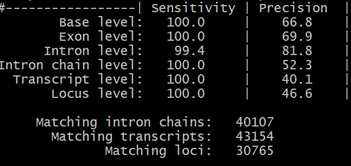 #-----------------| Sensitivity | Precision |
Base level: 100.0 | 66.8 |
Exon level: 100.0 | 69.9 |
Intron level: 99.4 | 81.8 |
Intron chain level: 100.0 | 52.3 |
Transcript level: 100.0 | 40.1 |
Locus level: 100.0 | 46.6 |
Matching intron chains: 40107
Matching transcripts: 43154
Matching loci: 30765